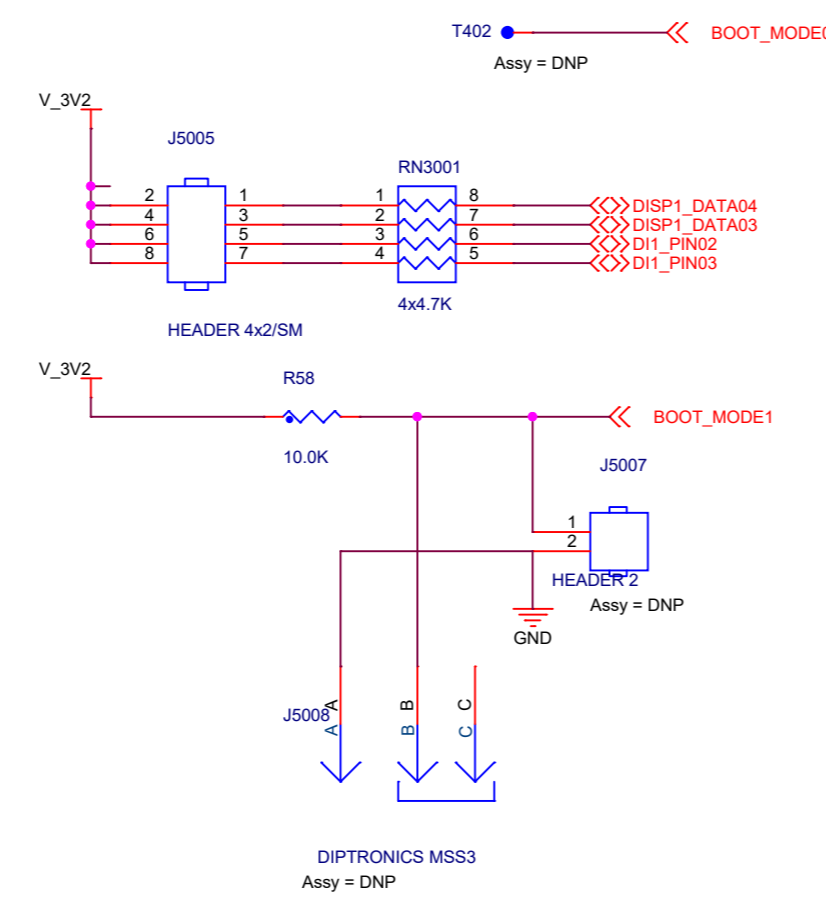 T402
BOOT_MODE0
Assy = DNP
V_3V2
J5005
RN3001
2 1 1 8 DISP1_DATA04
4 3 2 7 DISP1_DATA03
6 5 3 6 DI1_PIN02
8 7 4 5 DI1_PIN03
4x4.7K
HEADER 4x2/SM
V_3V2
R58
BOOT_MODE1
10.0K
J5007
1
2
HEADER 2
Assy = DNP
GND
J5008
A B C
A B C
DIPTRONICS MSS3
Assy = DNP